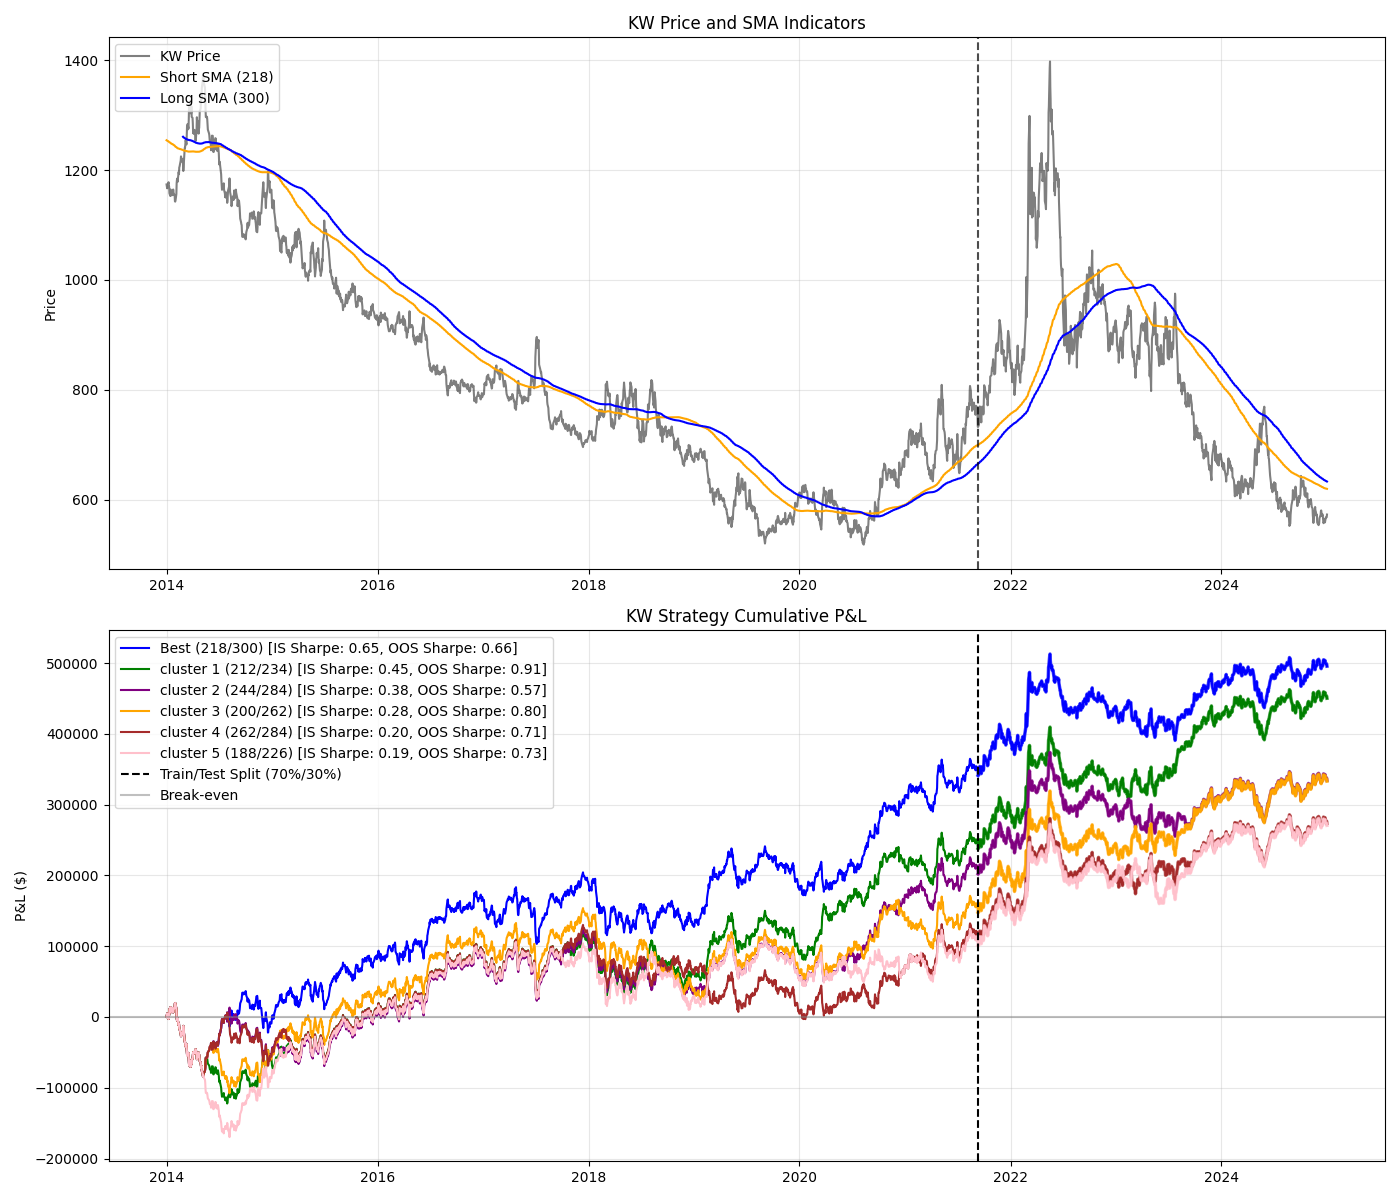 KW Price and SMA Indicators
KW Price
Short SMA (218)
Long SMA (300)
Price
1400
1200
1000
800
600
2014
2016
2018
2020
2022
2024
KW Strategy Cumulative P&L
Best (218/300) [IS Sharpe: 0.65, OOS Sharpe: 0.66]
cluster 1 (212/234) [IS Sharpe: 0.45, OOS Sharpe: 0.91]
cluster 2 (244/284) [IS Sharpe: 0.38, OOS Sharpe: 0.57]
cluster 3 (200/262) [IS Sharpe: 0.28, OOS Sharpe: 0.80]
cluster 4 (262/284) [IS Sharpe: 0.20, OOS Sharpe: 0.71]
cluster 5 (188/226) [IS Sharpe: 0.19, OOS Sharpe: 0.73]
Train/Test Split (70%/30%)
Break-even
P&L ($)
500000
400000
300000
200000
100000
0
−100000
−200000
2014
2016
2018
2020
2022
2024